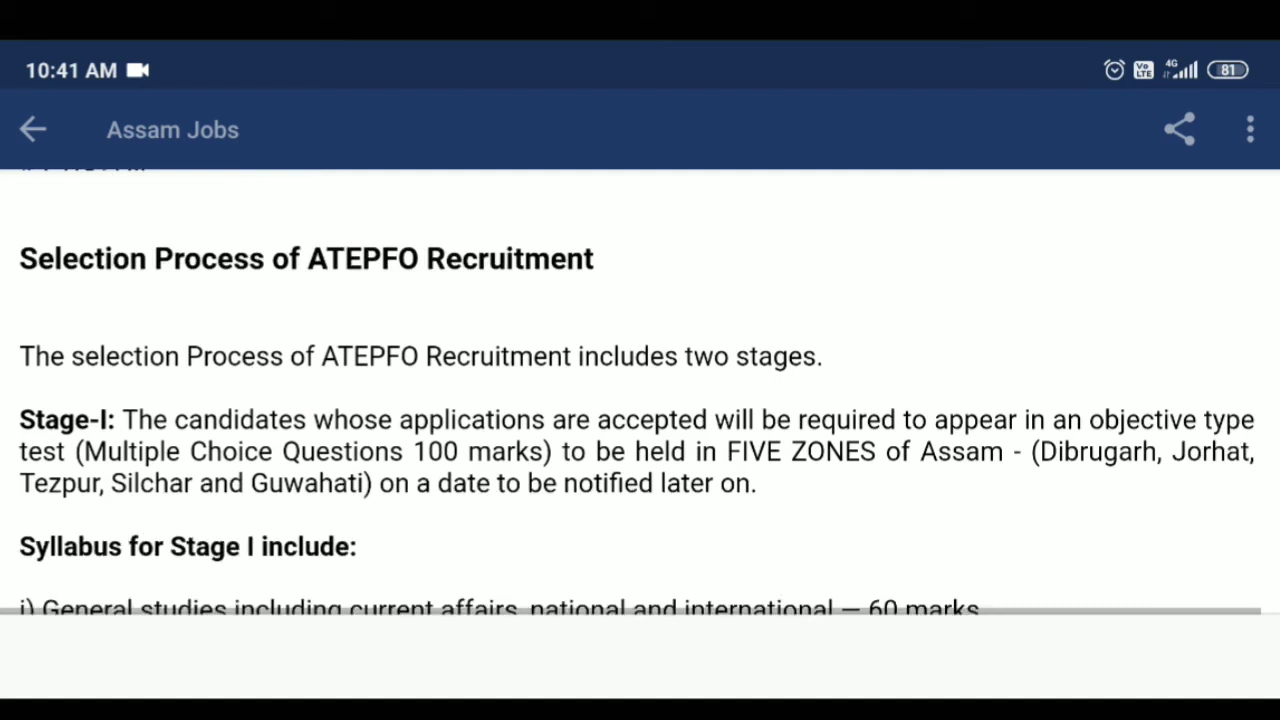 10:41 AM
Vo LTE 4G 81
Assam Jobs
Selection Process of ATEPFO Recruitment
The selection Process of ATEPFO Recruitment includes two stages.
Stage-I: The candidates whose applications are accepted will be required to appear in an objective type
test (Multiple Choice Questions 100 marks) to be held in FIVE ZONES of Assam - (Dibrugarh, Jorhat,
Tezpur, Silchar and Guwahati) on a date to be notified later on.
Syllabus for Stage I include:
i) General studies including current affairs, national and international — 60 marks